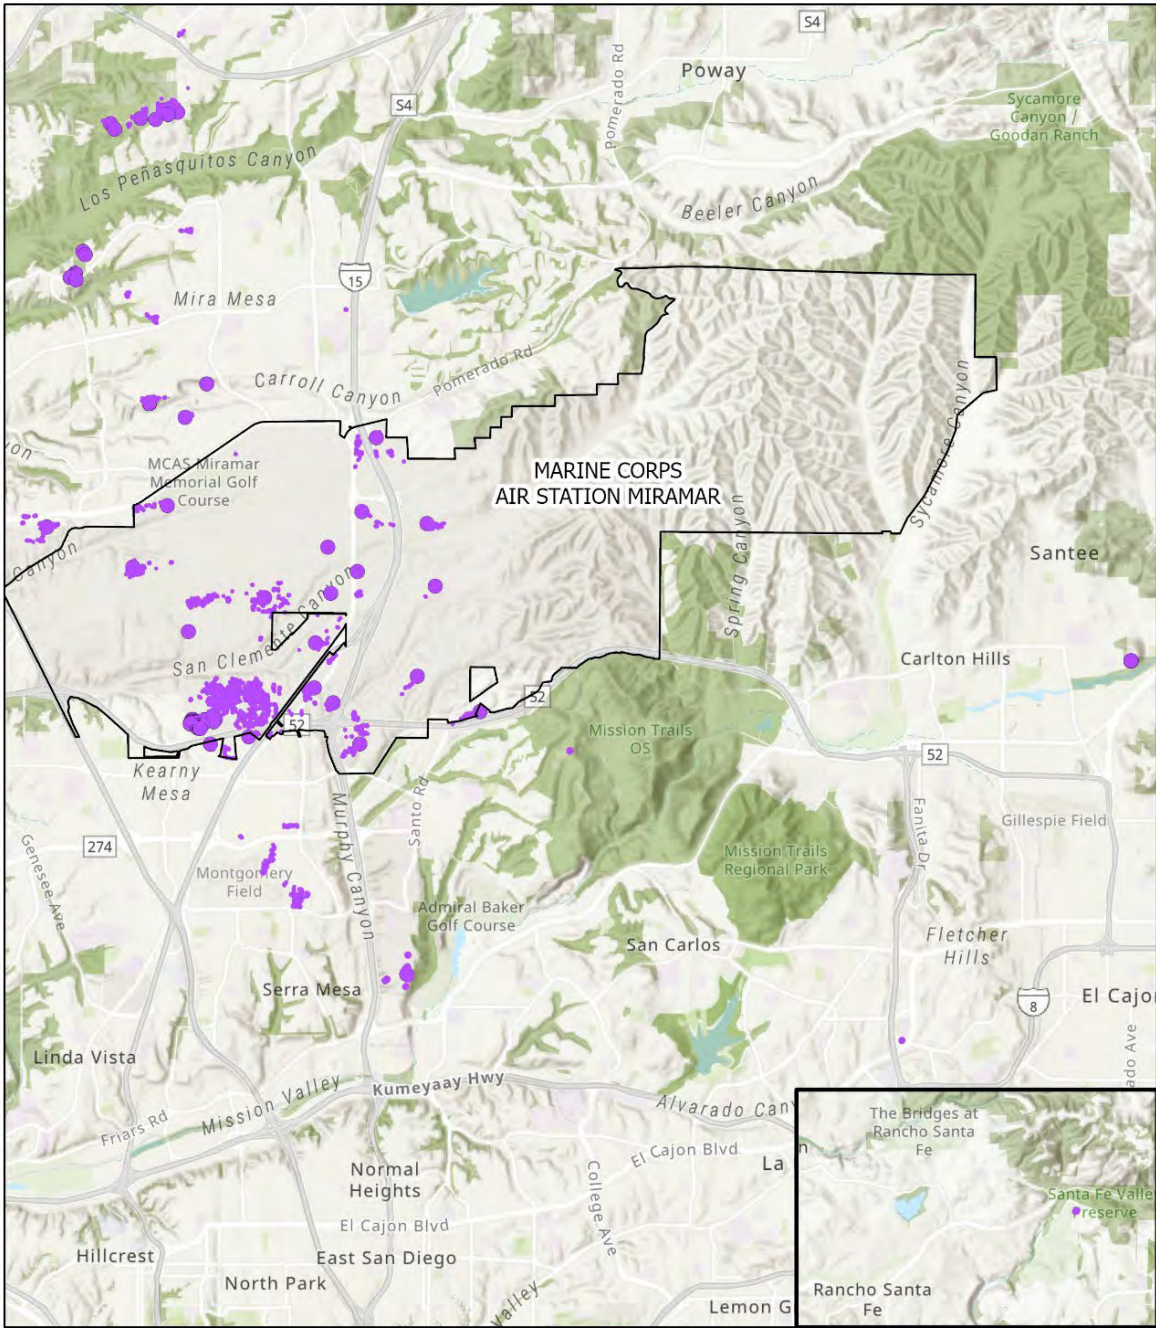 S4
Poway
Pomerado Rd
Sycamore
Canyon /
Goodan Ranch
S4
Los Peñasquitos Canyon
Beeler Canyon
15
Mira Mesa
Pomerado Rd
Carroll Canyon
Sycamore Canyon
yon
MCAS Miramar
Memorial Golf
Course
MARINE CORPS
AIR STATION MIRAMAR
Canyon
Spring Canyon
Santee
San Clemente Canyon
Carlton Hills
52
52
Mission Trails
OS
52
Kearny
Mesa
Santo Rd
Murphy Canyon
Fanita Dr
Gillespie Field
274
Genesee Ave
Montgomery
Field
Mission Trails
Regional Park
Admiral Baker
Golf Course
San Carlos
Fletcher
Hills
Serra Mesa
8
El Cajon
Linda Vista
ado Ave
Kumeyaay Hwy
Mission Valley
Alvarado Cany
Friars Rd
The Bridges at
Rancho Santa
Fe
El Cajon Blvd
La
n
Normal
Heights
College Ave
Santa Fe Valle
Preserve
El Cajon Blvd
Hillcrest
East San Diego
North Park
Valley
Lemon G
Rancho Santa
Fe